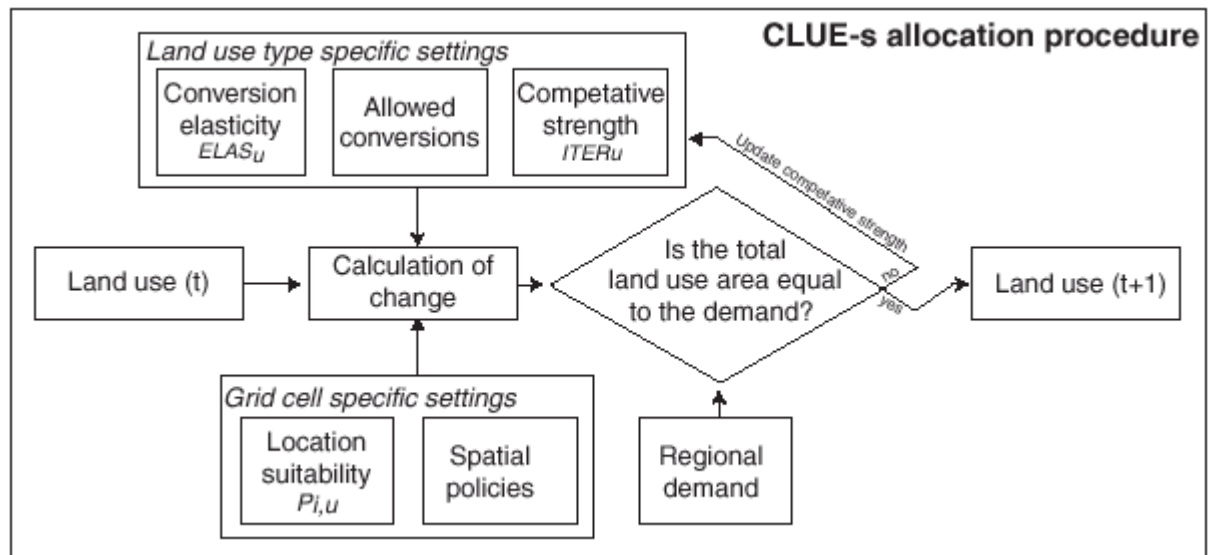 CLUE-s allocation procedure
Land use type specific settings
Conversion
elasticity
ELASu
Allowed
conversions
Competative
strength
ITERu
Update competative strength
Land use (t)
Calculation of
change
Is the total
land use area equal
to the demand?
no
yes
Land use (t+1)
Grid cell specific settings
Location
suitability
Pi,u
Spatial
policies
Regional
demand